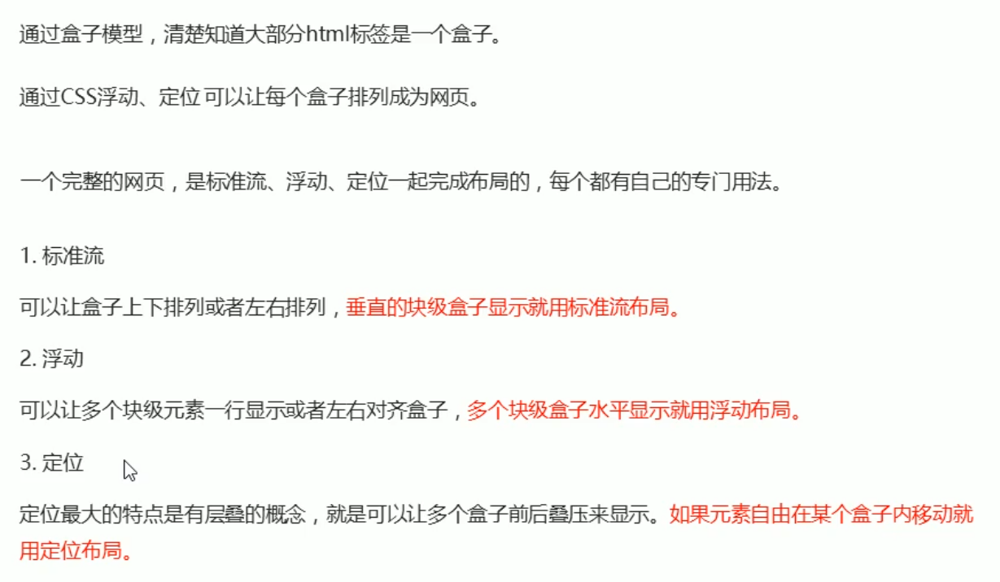 通过盒子模型，清楚知道大部分html标签是一个盒子。
通过CSS浮动、定位 可以让每个盒子排列成为网页。
一个完整的网页，是标准流、浮动、定位一起完成布局的，每个都有自己的专门用法。
1. 标准流
可以让盒子上下排列或者左右排列，垂直的块级盒子显示就用标准流布局。
2. 浮动
可以让多个块级元素一行显示或者左右对齐盒子，多个块级盒子水平显示就用浮动布局。
3. 定位
定位最大的特点是有层叠的概念，就是可以让多个盒子前后叠压来显示。如果元素自由在某个盒子内移动就
用定位布局。